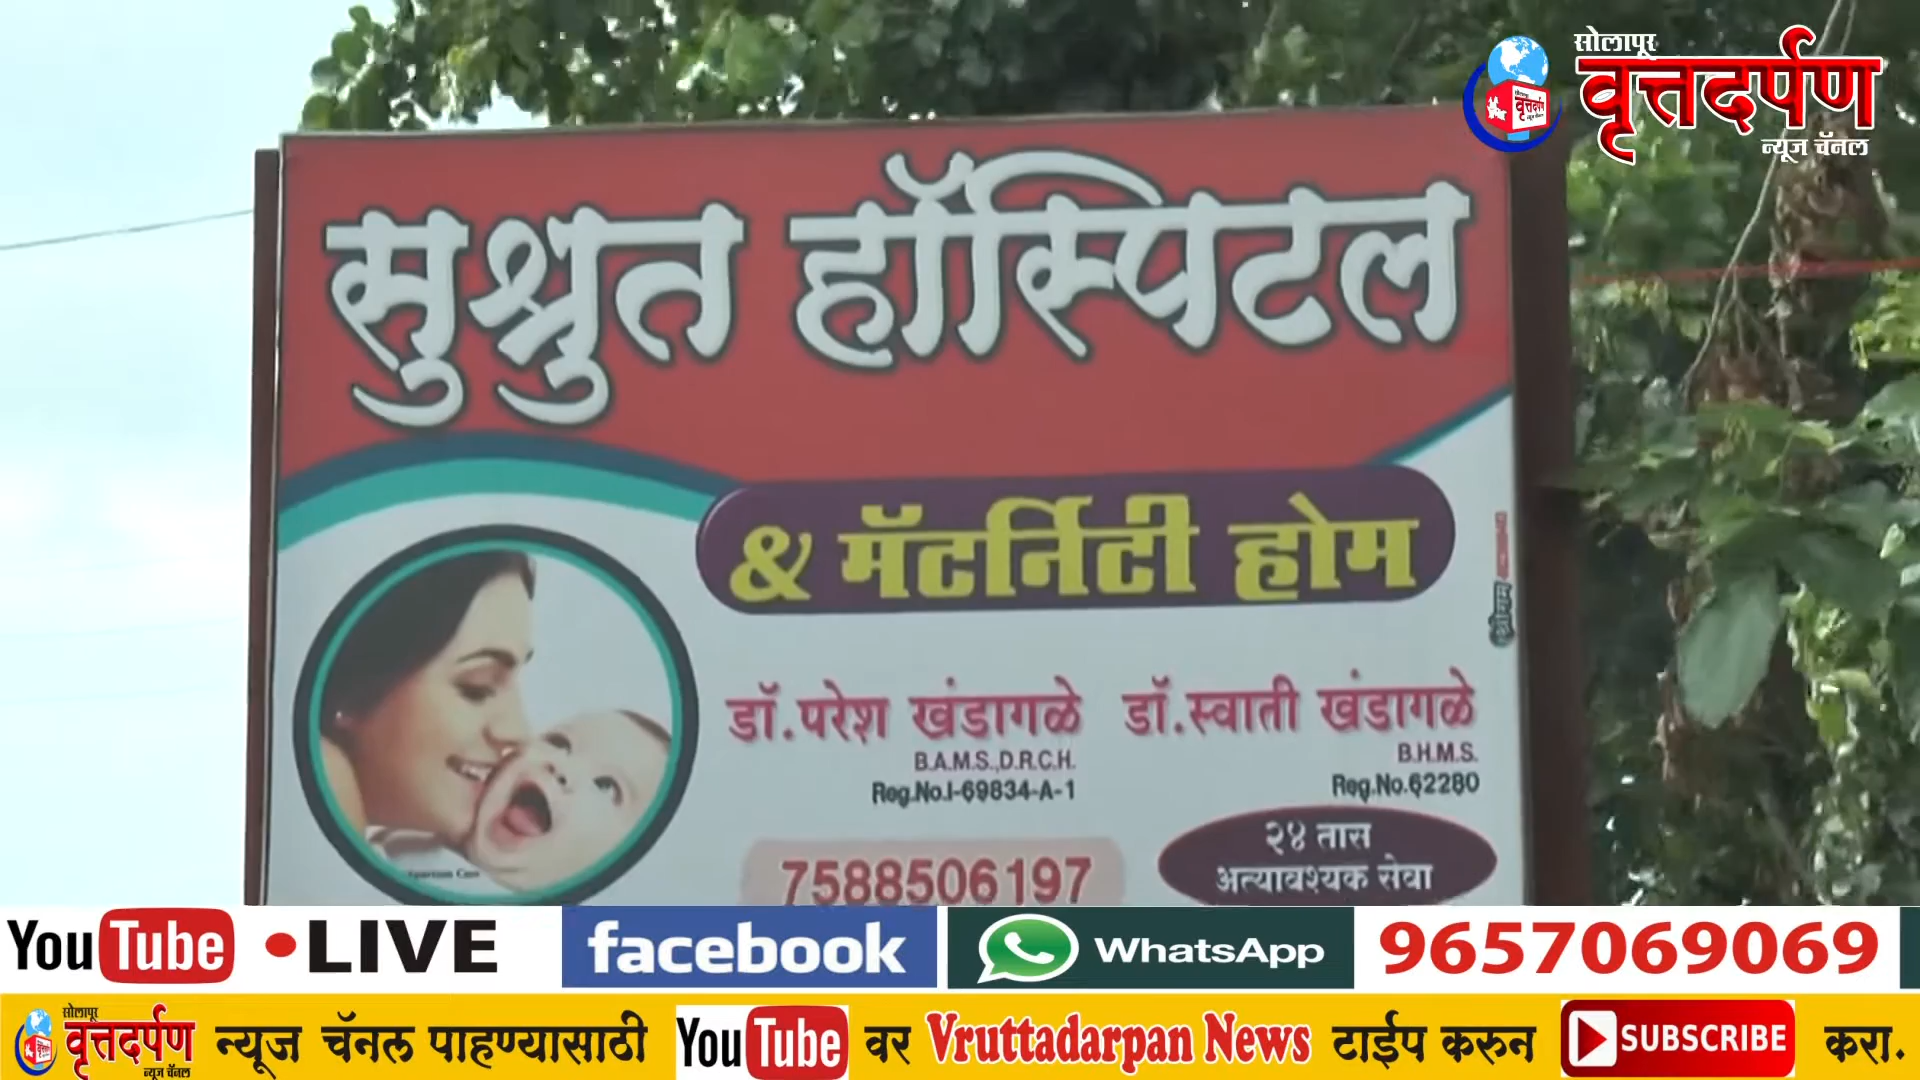 सोलापूर
वृत्तदर्पण
न्यूज चॅनल
सुश्रुत हॉस्पिटल
& मॅटर्निटी होम
डॉ.परेश खंडागळे
B.A.M.S.,D.R.C.H.
Reg.No.I-69834-A-1
डॉ.स्वाती खंडागळे
B.H.M.S.
Reg.No.62280
7588506197
२४ तास
अत्यावश्यक सेवा
YouTube LIVE facebook WhatsApp 9657069069
सोलापूर वृत्तदर्पण न्यूज चॅनल न्यूज चॅनल पाहण्यासाठी YouTube वर Vruttadarpan News टाईप करुन SUBSCRIBE करा.